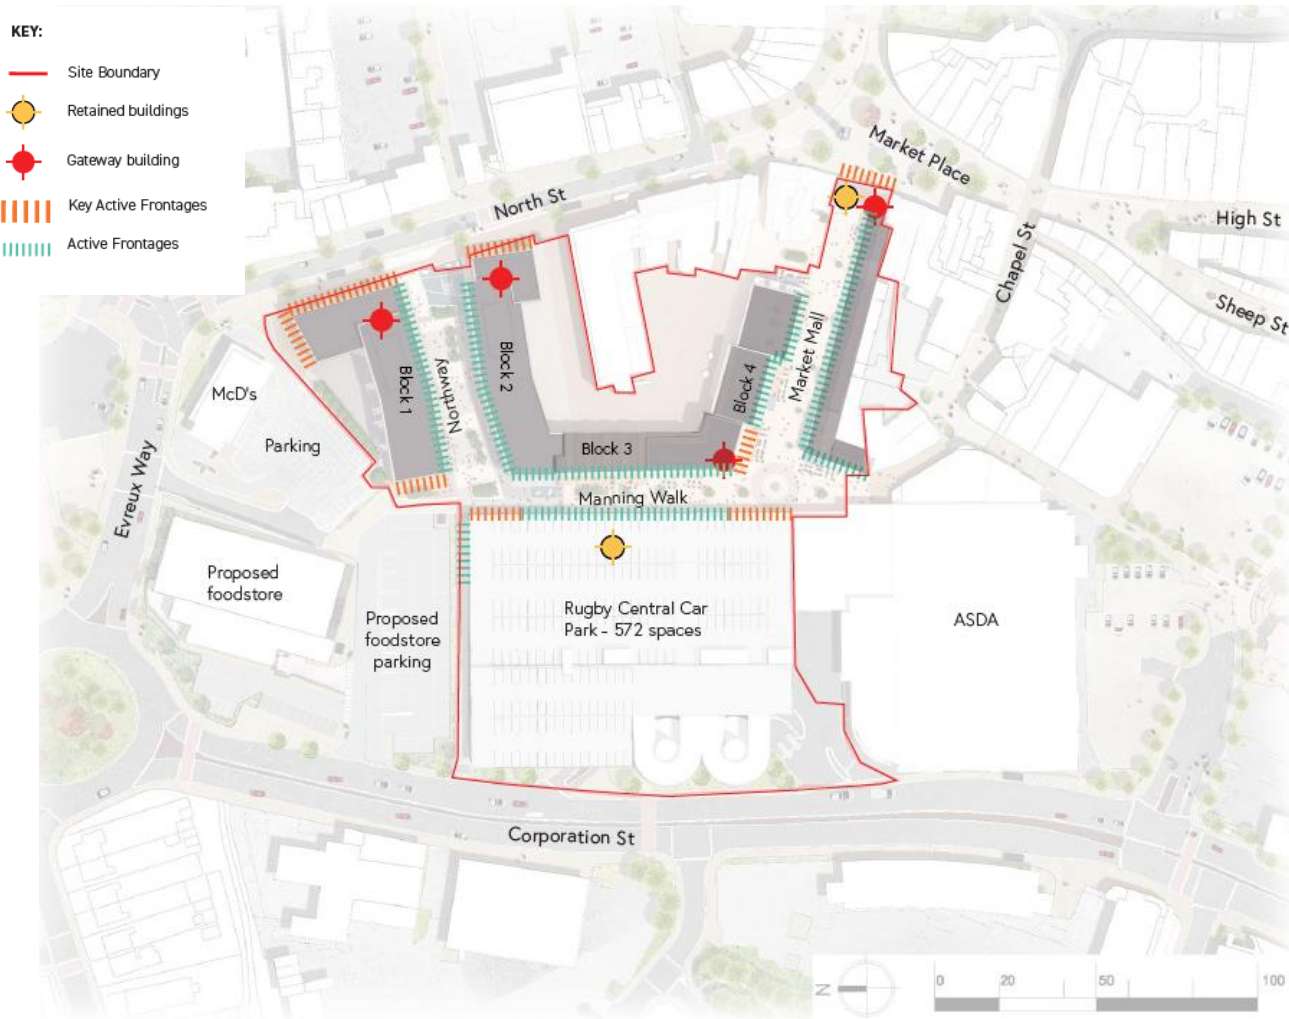 KEY:
Site Boundary
Retained buildings
Gateway building
Key Active Frontages
Active Frontages
North St
Market Place
High St
Chapel St
Sheep St
McD's
Parking
Evreux Way
Block 1
Northway
Block 2
Block 3
Block 4
Market Mall
Manning Walk
Proposed
foodstore
Proposed
foodstore
parking
Rugby Central Car
Park - 572 spaces
ASDA
Corporation St
N
0 20 50 100